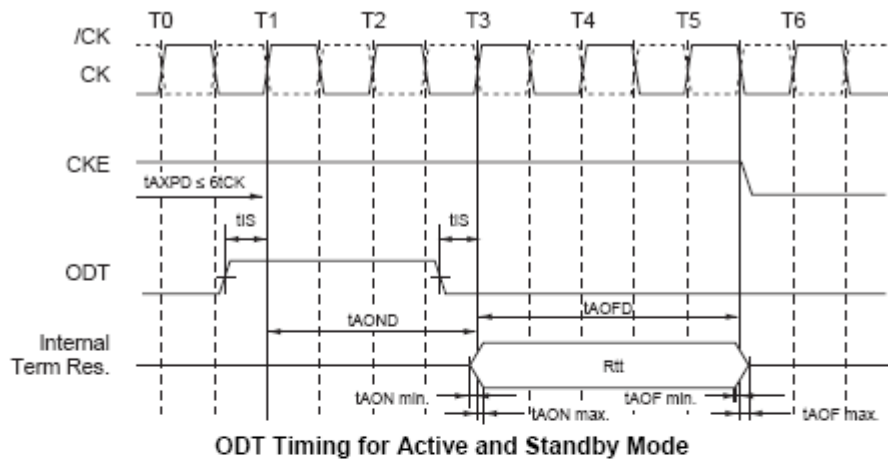 T0 T1 T2 T3 T4 T5 T6
/CK
CK
CKE
tAXPD ≤ 6tCK
tIS tIS
ODT
tAOND tAOFD
Internal
Term Res.
Rtt
tAON min. tAOF min.
tAON max. tAOF max.
ODT Timing for Active and Standby Mode